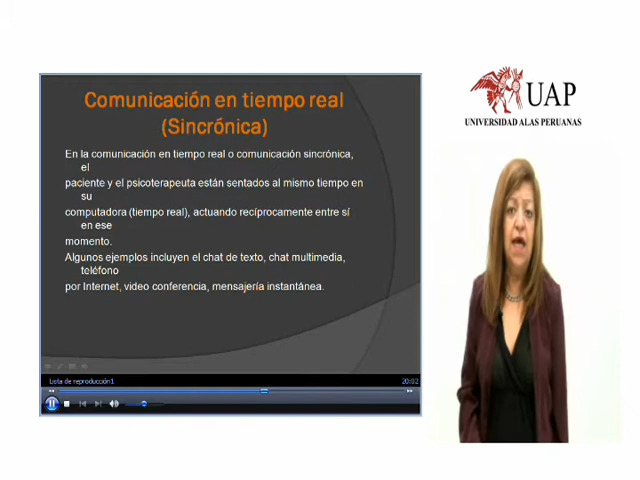 Comunicación en tiempo real
(Sincrónica)
En la comunicación en tiempo real o comunicación sincrónica,
el
paciente y el psicoterapeuta están sentados al mismo tiempo en
su
computadora (tiempo real), actuando recíprocamente entre sí
en ese
momento.
Algunos ejemplos incluyen el chat de texto, chat multimedia,
teléfono
por Internet, video conferencia, mensajería instantánea.
Lista de reproducción1
20:02
UAP
UNIVERSIDAD ALAS PERUANAS